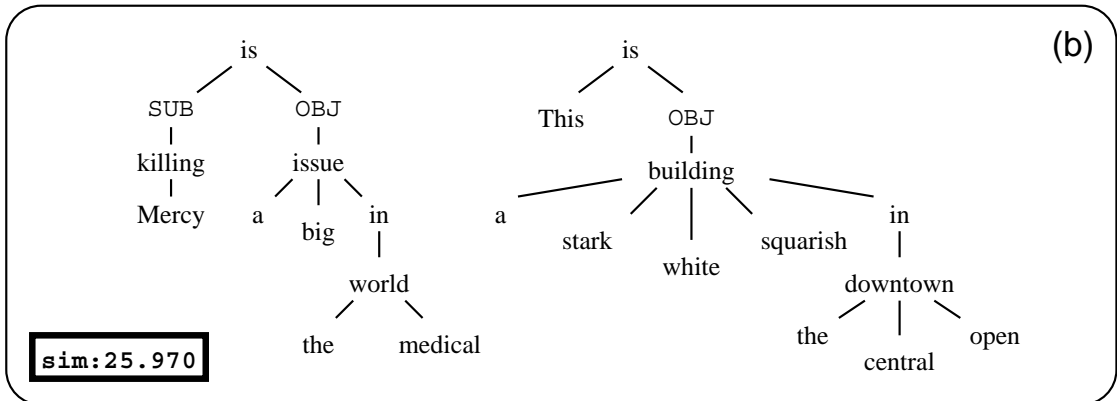 (b)
is
SUB OBJ
killing issue
Mercy a big in
world
the medical
is
This OBJ
building
a stark white squarish in
downtown
the central open
sim:25.970